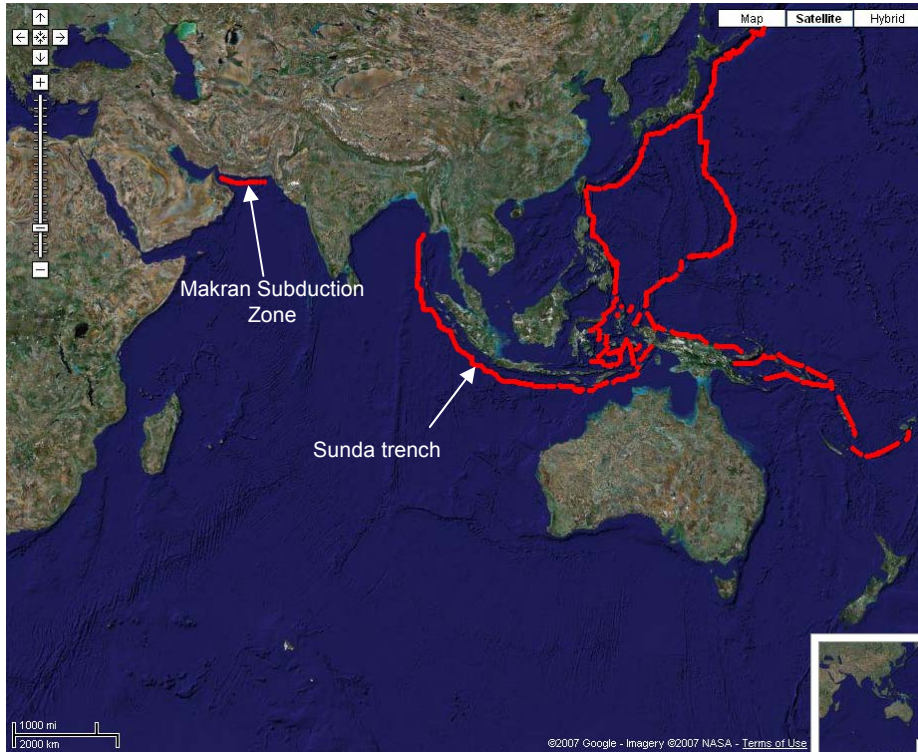 Map Satellite Hybrid
Makran Subduction
Zone
Sunda trench
1000 mi
2000 km
©2007 Google - Imagery ©2007 NASA - Terms of Use